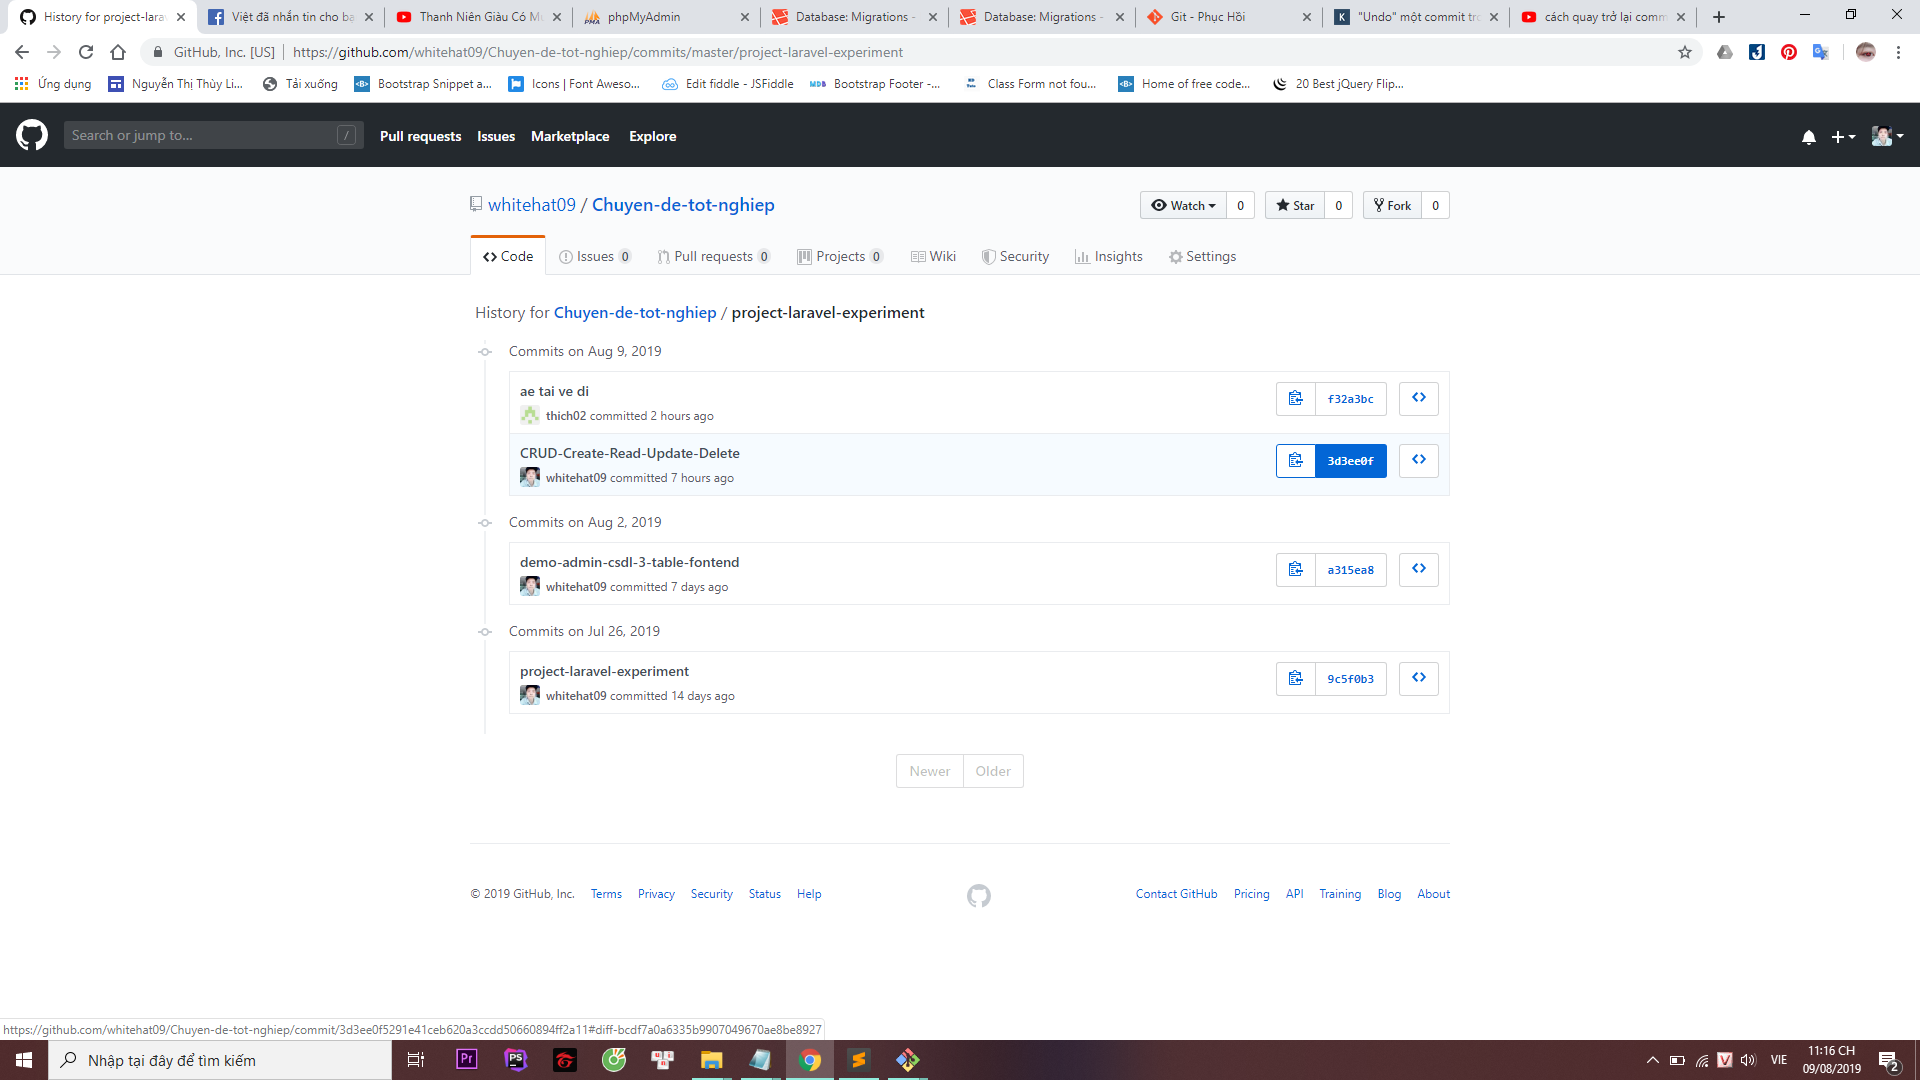 History for project-larav
Việt đã nhắn tin cho bạ
Thanh Niên Giàu Có M
phpMyAdmin
Database: Migrations -
Database: Migrations -
Git - Phục Hồi
"Undo" một commit tro
cách quay trở lại comm
GitHub, Inc. [US] | https://github.com/whitehat09/Chuyen-de-tot-nghiep/commits/master/project-laravel-experiment
Ứng dụng
Nguyễn Thị Thùy Li...
Tải xuống
Bootstrap Snippet a...
Icons | Font Aweso...
Edit fiddle - JSFiddle
Bootstrap Footer -...
Class Form not fou...
Home of free code...
20 Best jQuery Flip...
Search or jump to... /
Pull requests Issues Marketplace Explore
whitehat09 / Chuyen-de-tot-nghiep
Watch 0 Star 0 Fork 0
Code Issues 0 Pull requests 0 Projects 0 Wiki Security Insights Settings
History for Chuyen-de-tot-nghiep / project-laravel-experiment
Commits on Aug 9, 2019
ae tai ve di
thich02 committed 2 hours ago
f32a3bc
CRUD-Create-Read-Update-Delete
whitehat09 committed 7 hours ago
3d3ee0f
Commits on Aug 2, 2019
demo-admin-csdl-3-table-fontend
whitehat09 committed 7 days ago
a315ea8
Commits on Jul 26, 2019
project-laravel-experiment
whitehat09 committed 14 days ago
9c5f0b3
Newer Older
© 2019 GitHub, Inc. Terms Privacy Security Status Help
Contact GitHub Pricing API Training Blog About
https://github.com/whitehat09/Chuyen-de-tot-nghiep/commit/3d3ee0f5291e41ceb620a3ccdd50660894ff2a11#diff-bcdf7a0a6335b9907049670ae8be8927
Nhập tại đây để tìm kiếm
Pr
PS
VIE
11:16 CH
09/08/2019
2